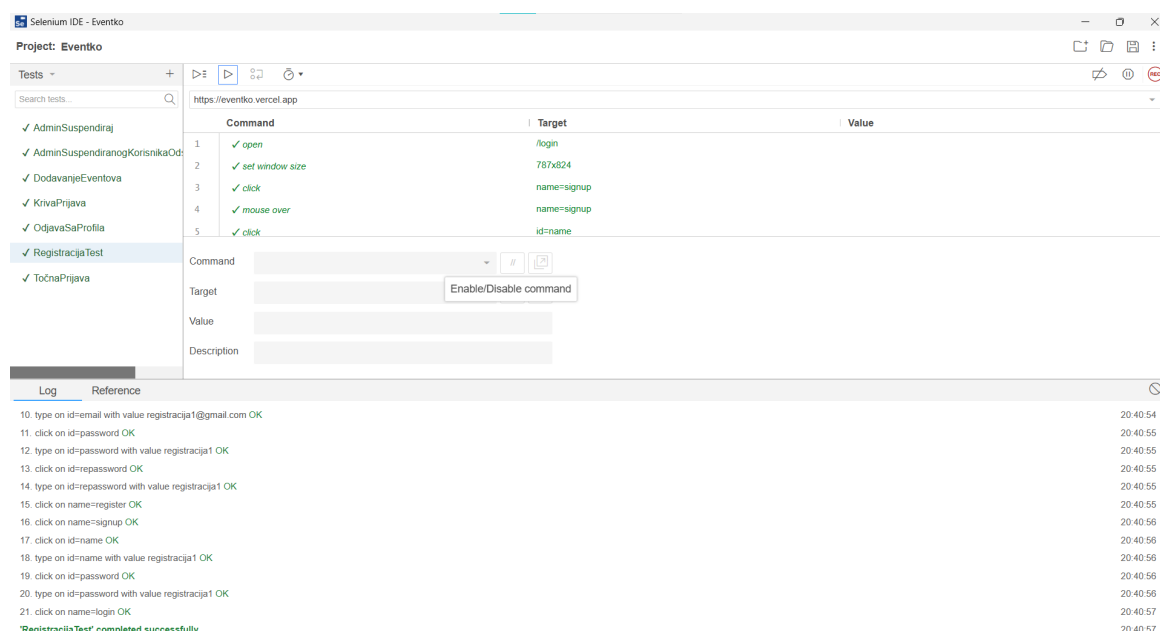 Selenium IDE - Eventko
Project: Eventko
Tests
Search tests...
✓ AdminSuspendiraj
✓ AdminSuspendiranogKorisnikaOd
✓ DodavanjeEventova
✓ KrivaPrijava
✓ OdjavaSaProfila
✓ RegistracijaTest
✓ TočnaPrijava
REC
https://eventko.vercel.app
Command Target Value
1 ✓ open /login
2 ✓ set window size 787x824
3 ✓ click name=signup
4 ✓ mouse over name=signup
5 ✓ click id=name
Command //
Enable/Disable command
Target
Value
Description
Log Reference
10. type on id=email with value registracija1@gmail.com OK 20:40:54
11. click on id=password OK 20:40:55
12. type on id=password with value registracija1 OK 20:40:55
13. click on id=repassword OK 20:40:55
14. type on id=repassword with value registracija1 OK 20:40:55
15. click on name=register OK 20:40:55
16. click on name=signup OK 20:40:56
17. click on id=name OK 20:40:56
18. type on id=name with value registracija1 OK 20:40:56
19. click on id=password OK 20:40:56
20. type on id=password with value registracija1 OK 20:40:56
21. click on name=login OK 20:40:57
'RegistracijaTest' completed successfully 20:40:57